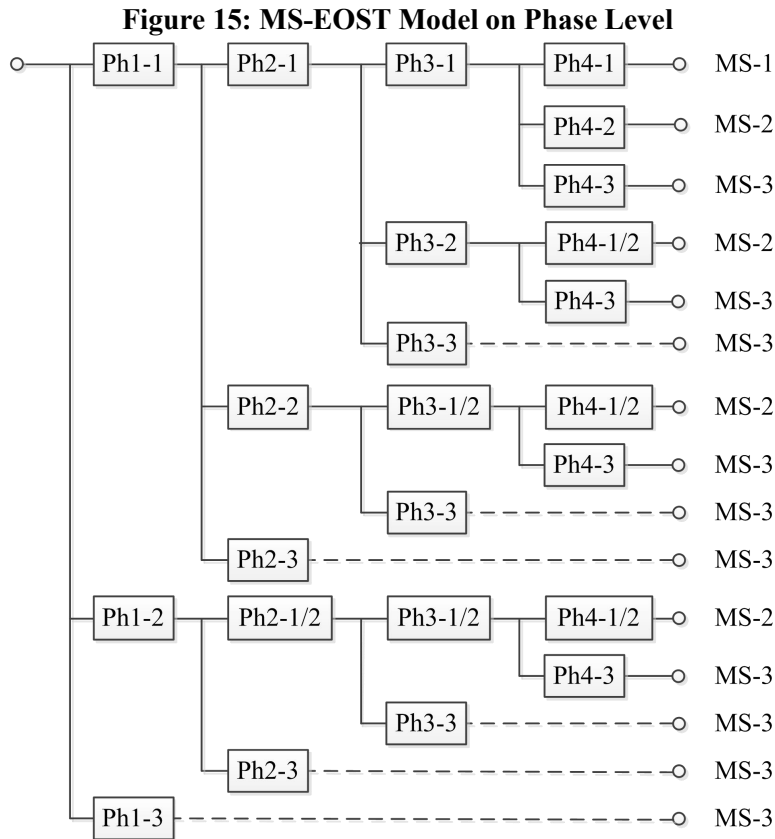 Figure 15: MS-EOST Model on Phase Level
Ph1-1 Ph2-1 Ph3-1 Ph4-1 MS-1
Ph4-2 MS-2
Ph4-3 MS-3
Ph3-2 Ph4-1/2 MS-2
Ph4-3 MS-3
Ph3-3 MS-3
Ph2-2 Ph3-1/2 Ph4-1/2 MS-2
Ph4-3 MS-3
Ph3-3 MS-3
Ph2-3 MS-3
Ph1-2 Ph2-1/2 Ph3-1/2 Ph4-1/2 MS-2
Ph4-3 MS-3
Ph3-3 MS-3
Ph2-3 MS-3
Ph1-3 MS-3